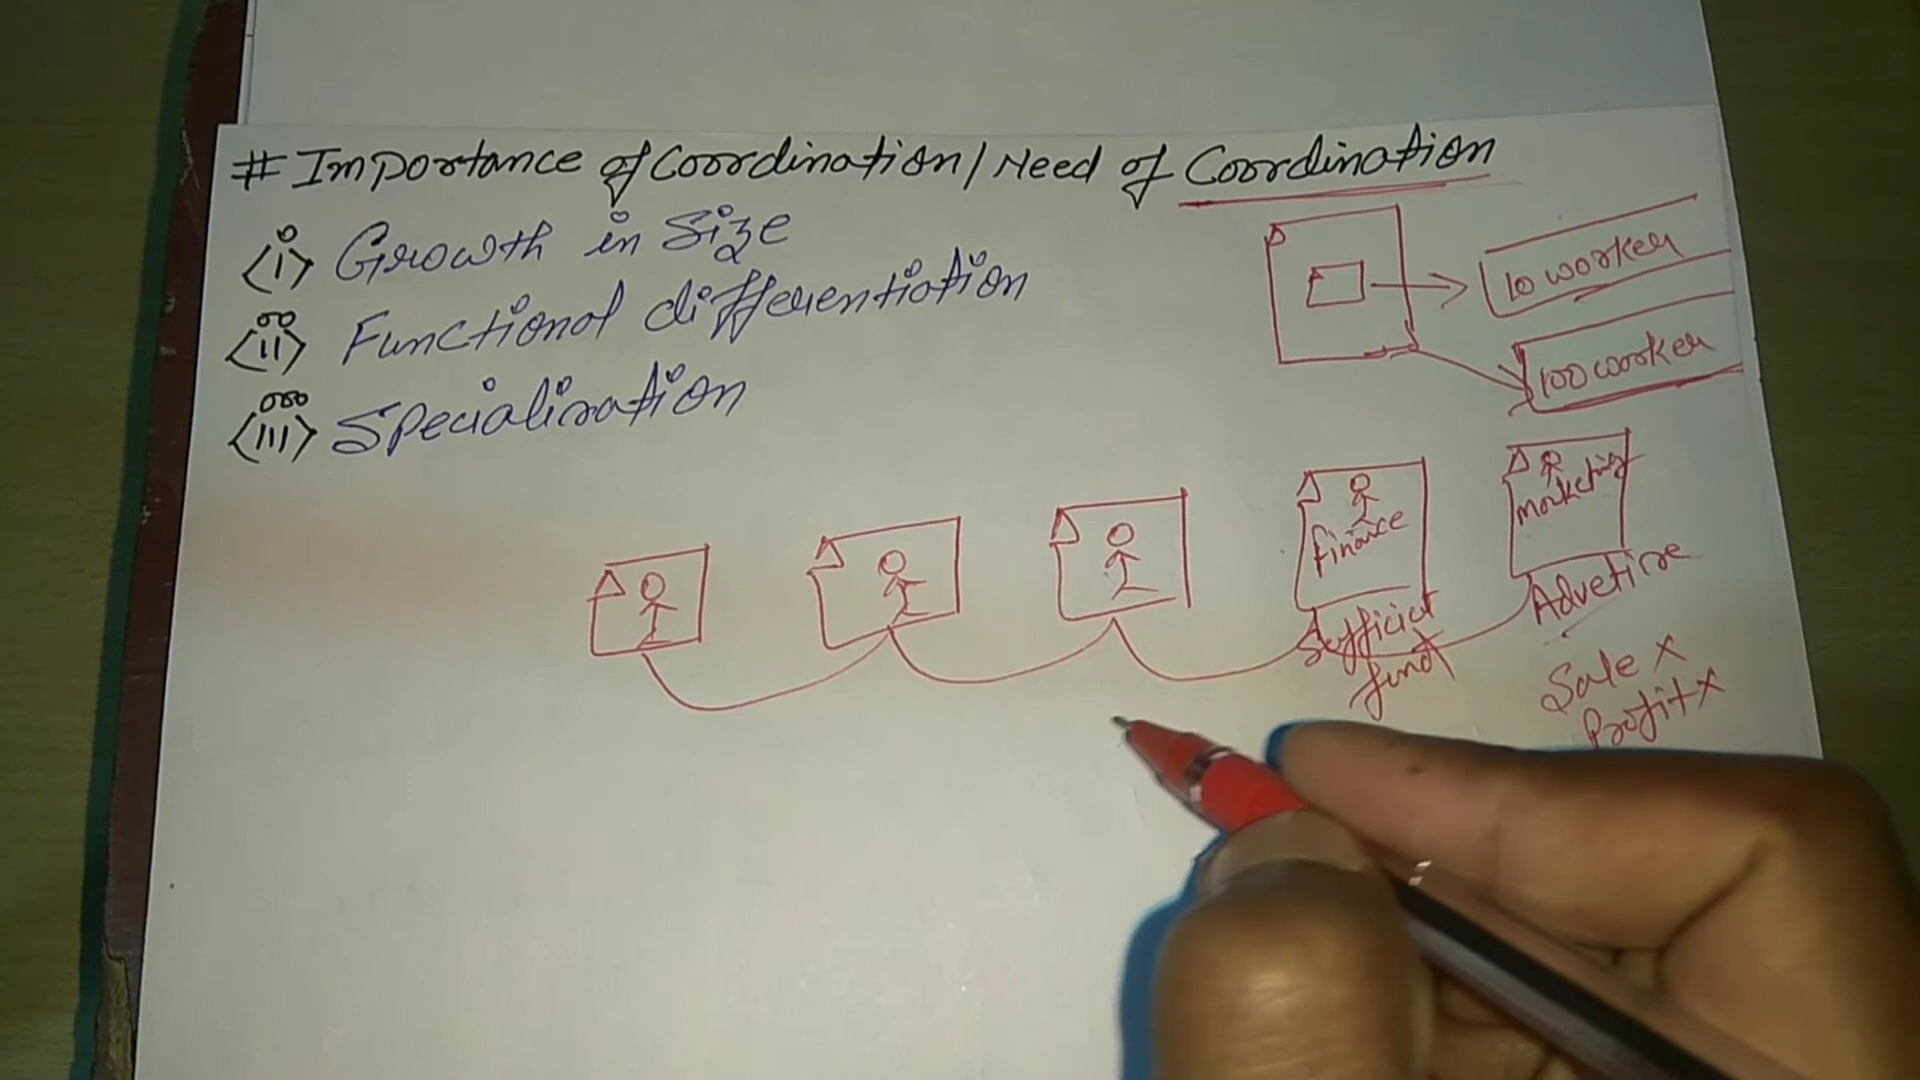 # Importance of Coordination / Need of Coordination
(i) Growth in Size
(ii) Functional differentiation
(iii) Specialisation
10 worker
100 worker
Finance
Sufficient
fund
marketing
Advetise
Sale x
Profit x